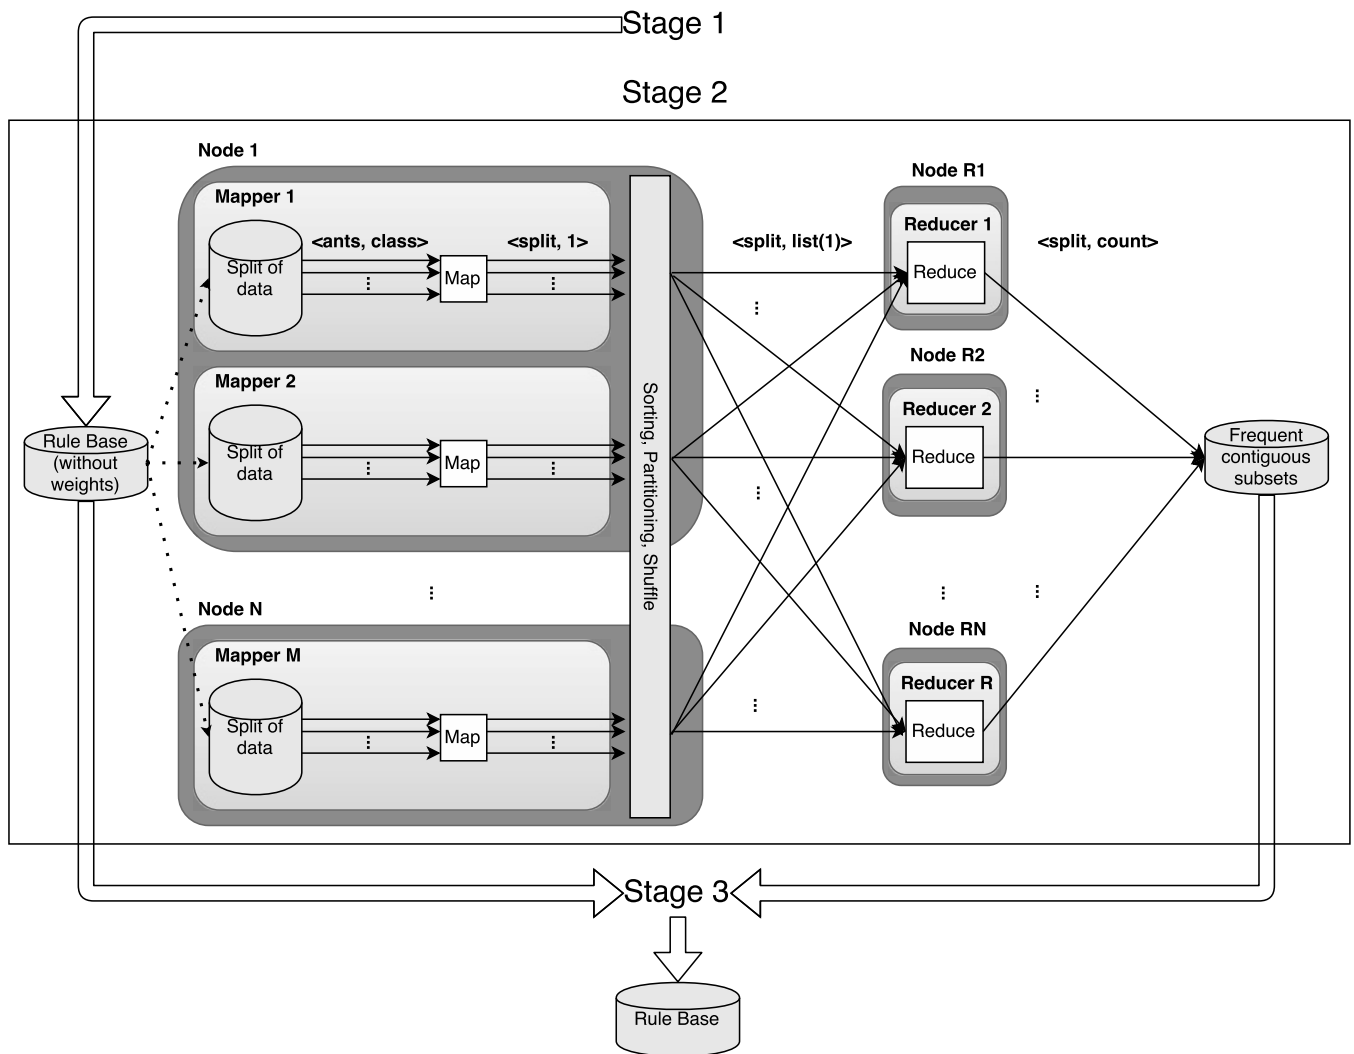 Stage 1
Stage 2
Node 1
Mapper 1
<ants, class>
<split, 1>
Split of
data
Map
Mapper 2
Split of
data
Map
Node N
Mapper M
Split of
data
Map
Rule Base
(without
weights)
Sorting, Partitioning, Shuffle
<split, list(1)>
Node R1
Reducer 1
Reduce
<split, count>
Node R2
Reducer 2
Reduce
Node RN
Reducer R
Reduce
Frequent
contiguous
subsets
Stage 3
Rule Base